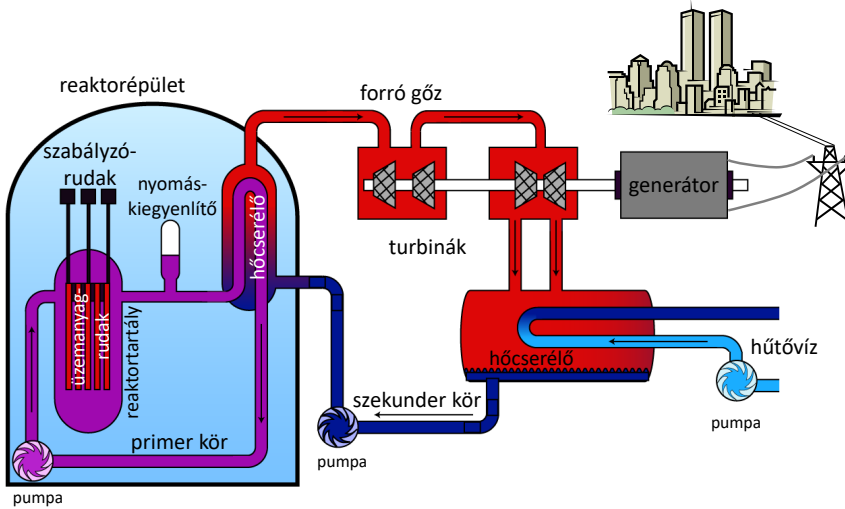 reaktorépület
szabályzó-
rudak
nyomás-
kiegyenlítő
hőcserélő
üzemanyag-
rudak
reaktortartály
primer kör
pumpa
forró gőz
turbinák
generátor
hőcserélő
szekunder kör
pumpa
hűtővíz
pumpa